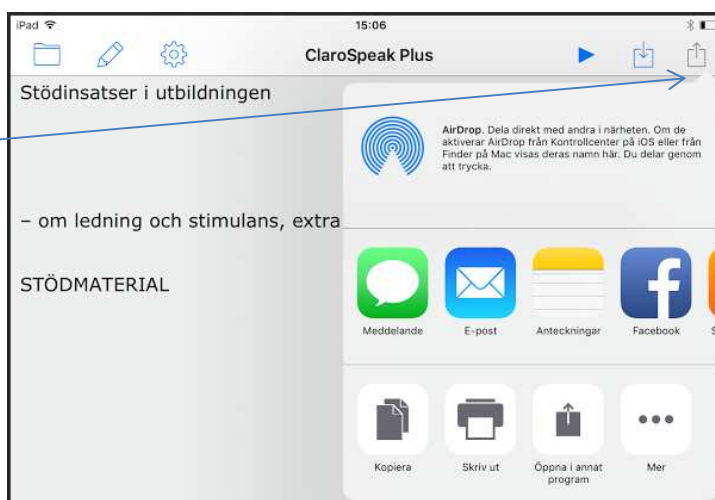 iPad 15:06
ClaroSpeak Plus
Stödinsatser i utbildningen
AirDrop. Dela direkt med andra i närheten. Om de
aktiverar AirDrop från Kontrollcenter på iOS eller från
Finder på Mac visas deras namn här. Du delar genom
att trycka.
– om ledning och stimulans, extra
STÖDMATERIAL
Meddelande E-post Anteckningar Facebook S
Kopiera Skriv ut Öppna i annat Mer
program